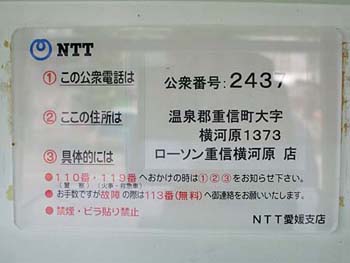 NTT
① この公衆電話は 公衆番号:2437
② ここの住所は 温泉郡重信町大字
横河原1373
③ 具体的には ローソン重信横河原 店
●110番・119番へおかけの時は①②③をお知らせ下さい。
(警 察) (火事・救急車)
●お手数ですが故障の際は113番(無料)へ御連絡をお願いいたします。
●禁煙・ビラ貼り禁止
NTT愛媛支店